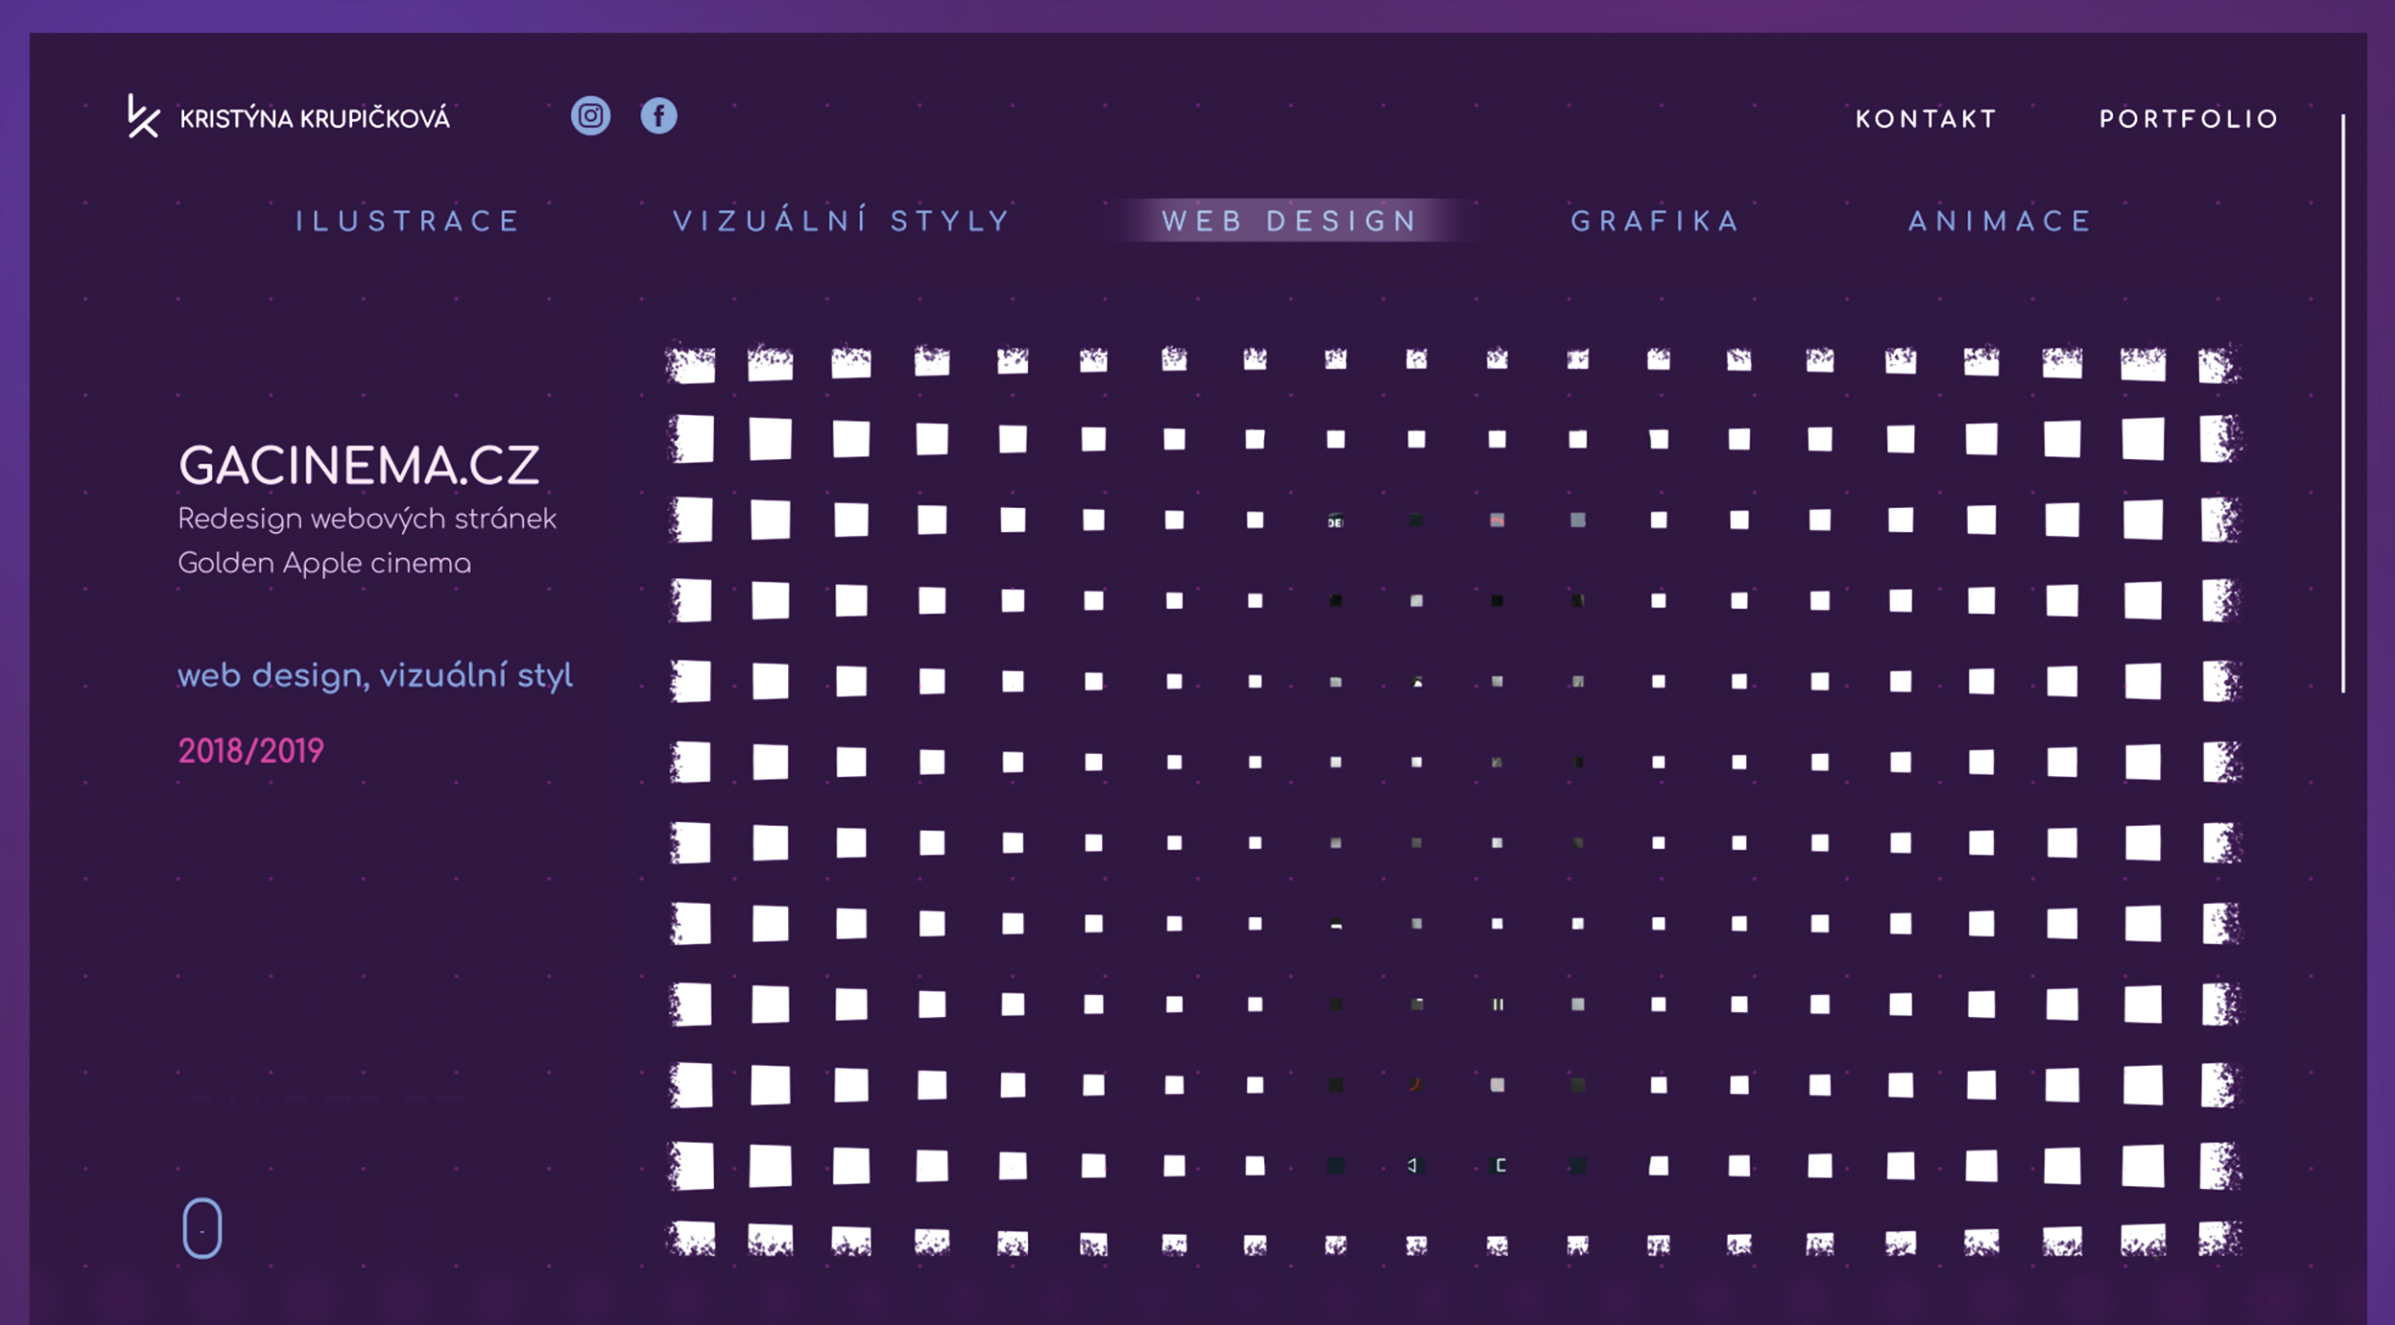 KRISTÝNA KRUPIČKOVÁ
KONTAKT
PORTFOLIO
ILUSTRACE
VIZUÁLNÍ STYLY
WEB DESIGN
GRAFIKA
ANIMACE
GACINEMA.CZ
Redesign webových stránek
Golden Apple cinema
web design, vizuální styl
2018/2019